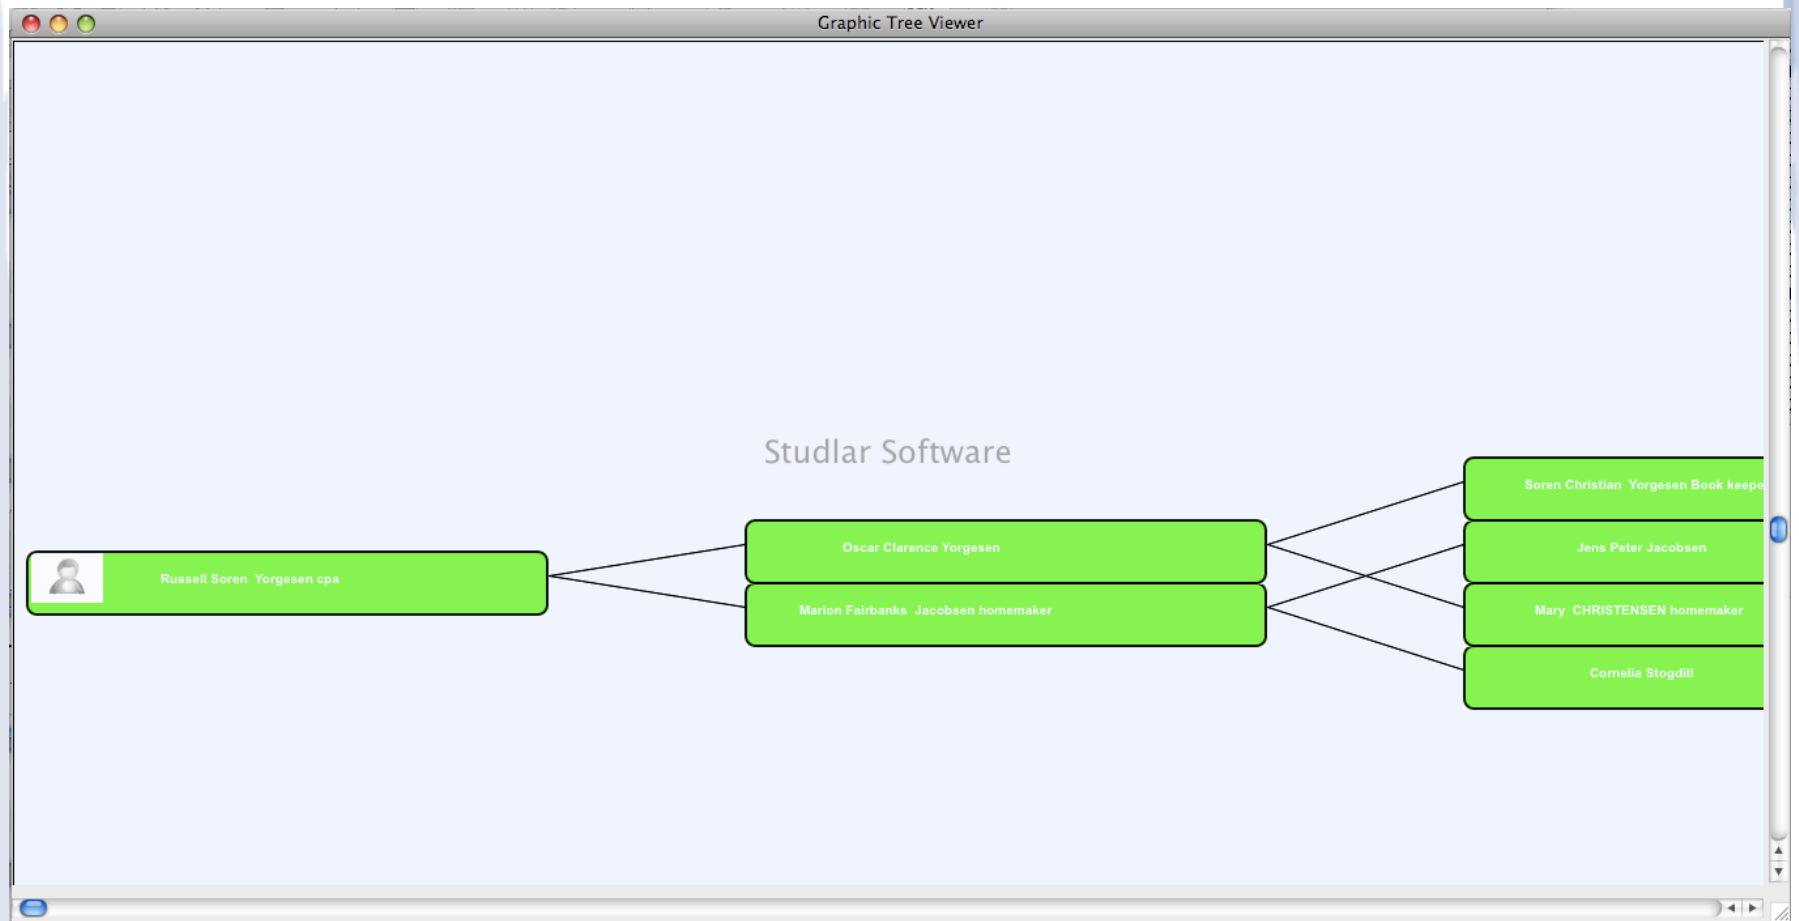 Graphic Tree Viewer
Studlar Software
Soren Christian  Yorgesen Book keepe
Oscar Clarence Yorgesen
Jens Peter Jacobsen
Russell Soren  Yorgesen cpa
Marion Fairbanks  Jacobsen homemaker
Mary  CHRISTENSEN homemaker
Cornelia Stogdill